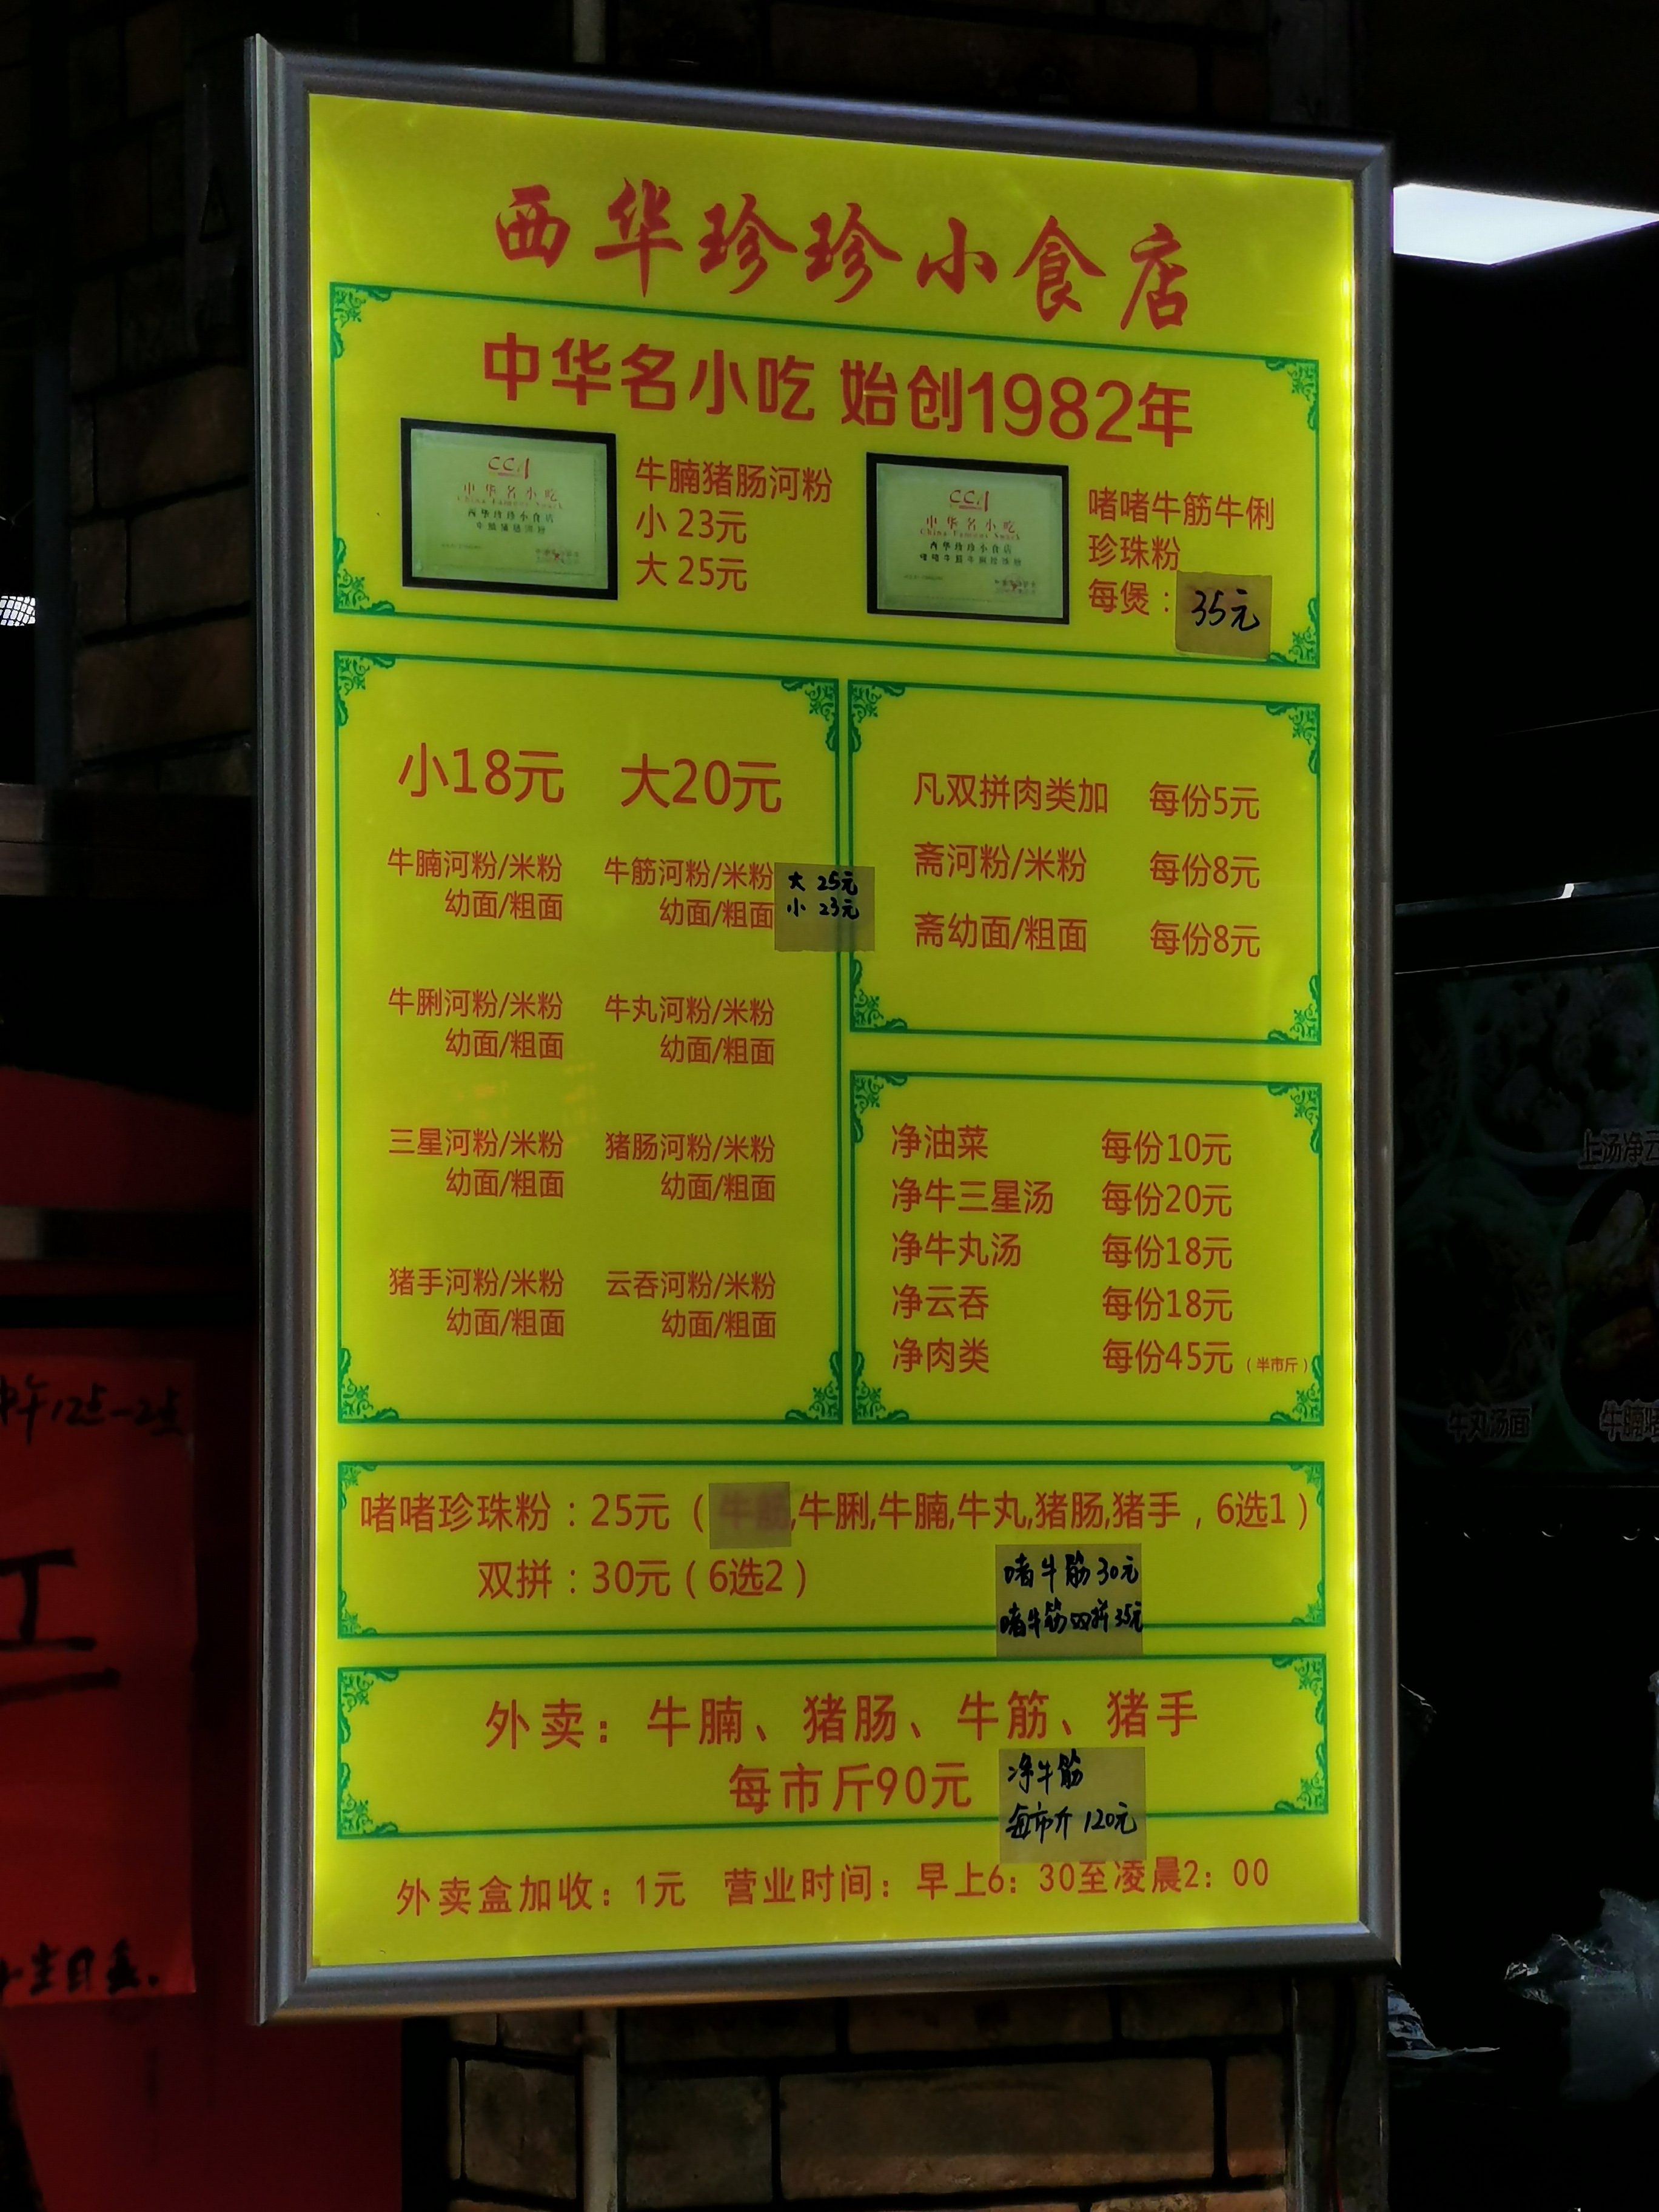 西华珍珍小食店
中华名小吃 始创1982年
CCA
中华名小吃
China Famous Snack
西华珍珍小食店
牛腩猪肠河粉
小 23元
大 25元
CCA
中华名小吃
China Famous Snack
西华珍珍小食店
啫啫牛筋牛俐
珍珠粉
每煲：35元
小18元 大20元
牛腩河粉/米粉
幼面/粗面
牛筋河粉/米粉
幼面/粗面
大 25元
小 23元
牛脷河粉/米粉
幼面/粗面
牛丸河粉/米粉
幼面/粗面
三星河粉/米粉
幼面/粗面
猪肠河粉/米粉
幼面/粗面
猪手河粉/米粉
幼面/粗面
云吞河粉/米粉
幼面/粗面
凡双拼肉类加 每份5元
斋河粉/米粉 每份8元
斋幼面/粗面 每份8元
净油菜 每份10元
净牛三星汤 每份20元
净牛丸汤 每份18元
净云吞 每份18元
净肉类 每份45元（半市斤）
啫啫珍珠粉：25元（牛筋,牛脷,牛腩,牛丸,猪肠,猪手，6选1）
双拼：30元（6选2）
啫牛筋30元
啫牛筋双拼35元
外卖：牛腩、猪肠、牛筋、猪手
每市斤90元
净牛筋
每市斤120元
外卖盒加收：1元 营业时间：早上6：30至凌晨2：00
中午12点-2点
工
上汤净云
牛丸汤面
牛腩